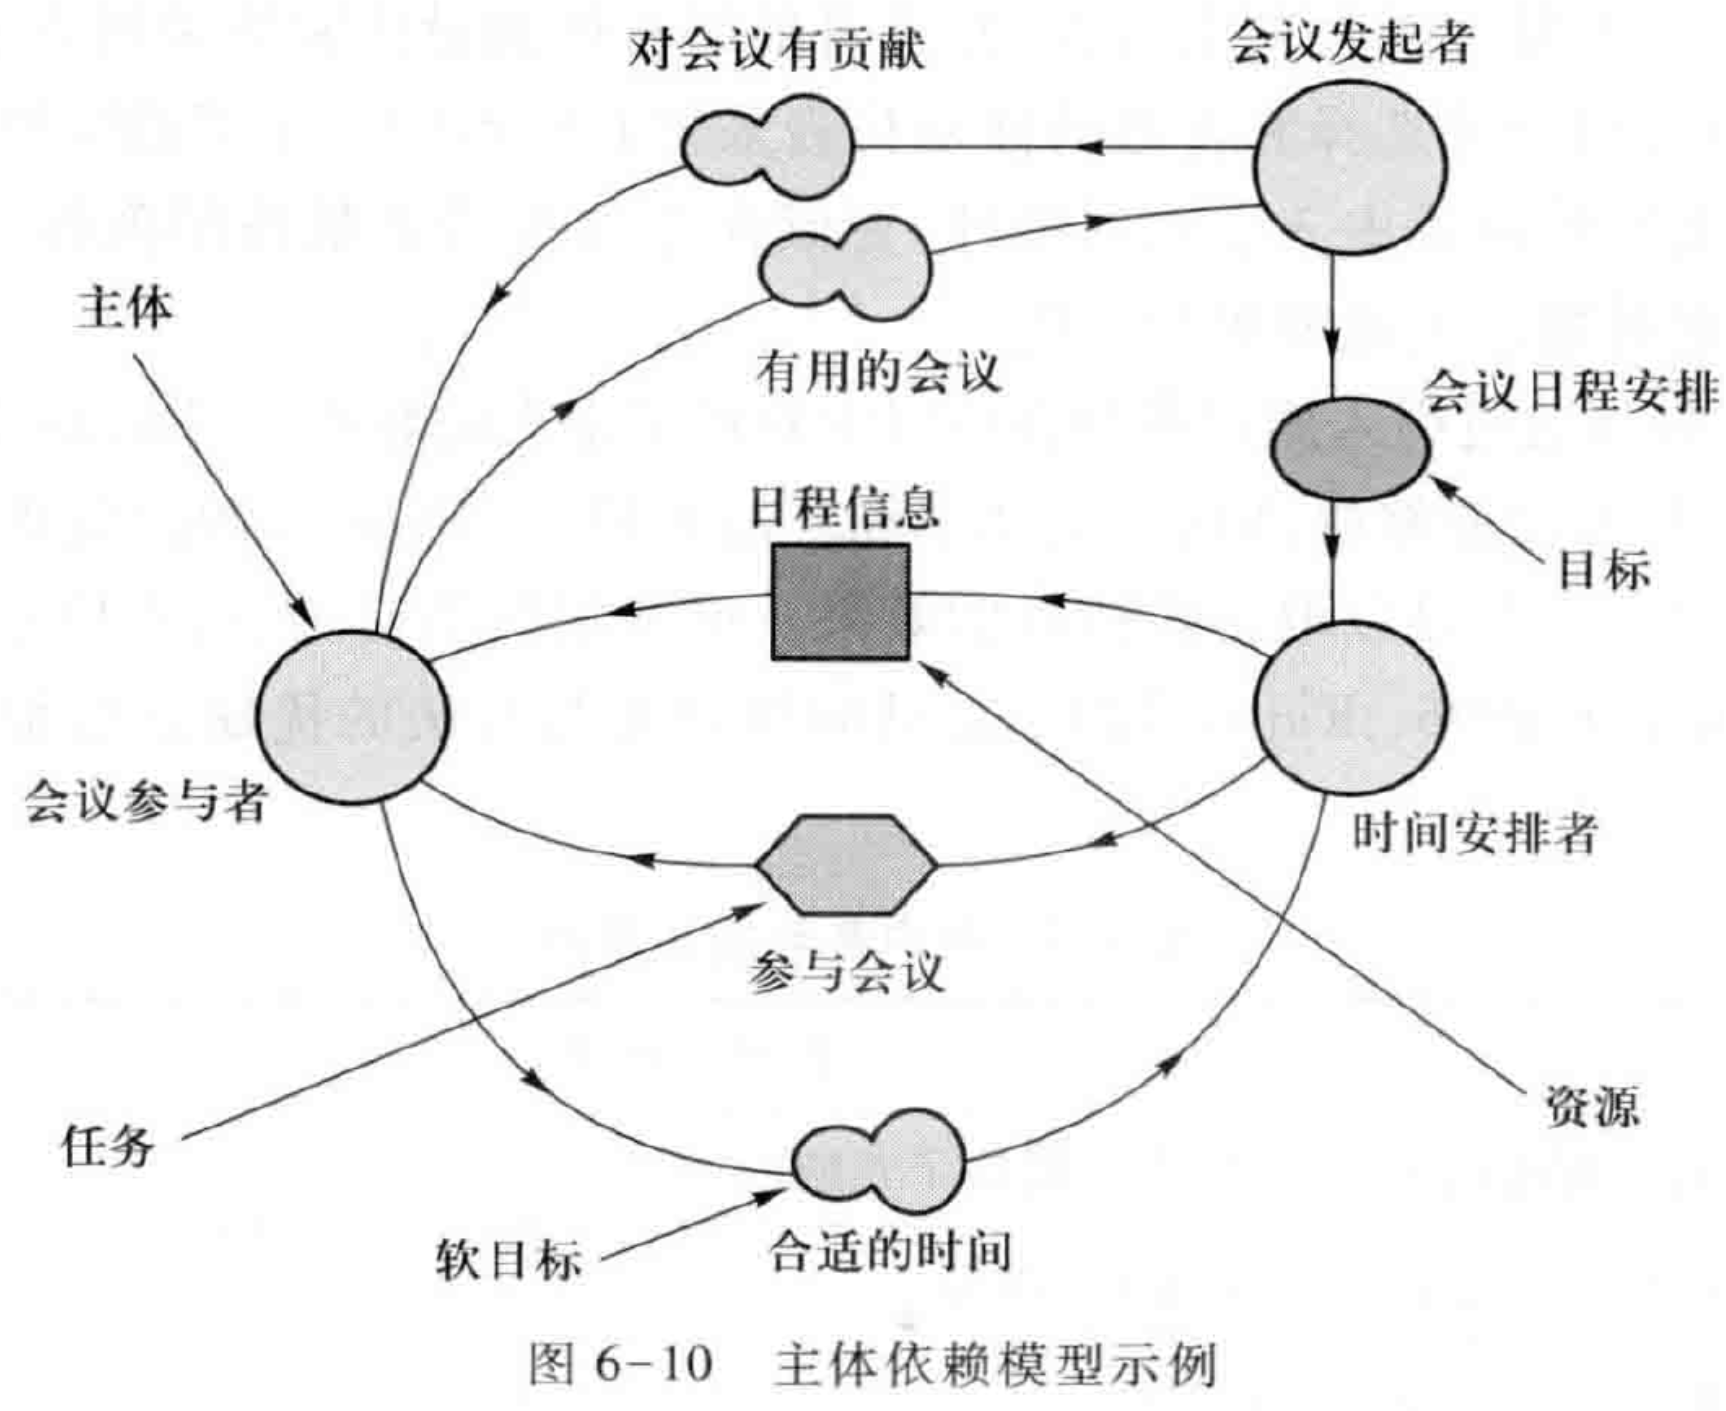 对会议有贡献
会议发起者
主体
有用的会议
会议日程安排
日程信息
目标
会议参与者
时间安排者
参与会议
任务
资源
软目标
合适的时间
图 6-10 主体依赖模型示例